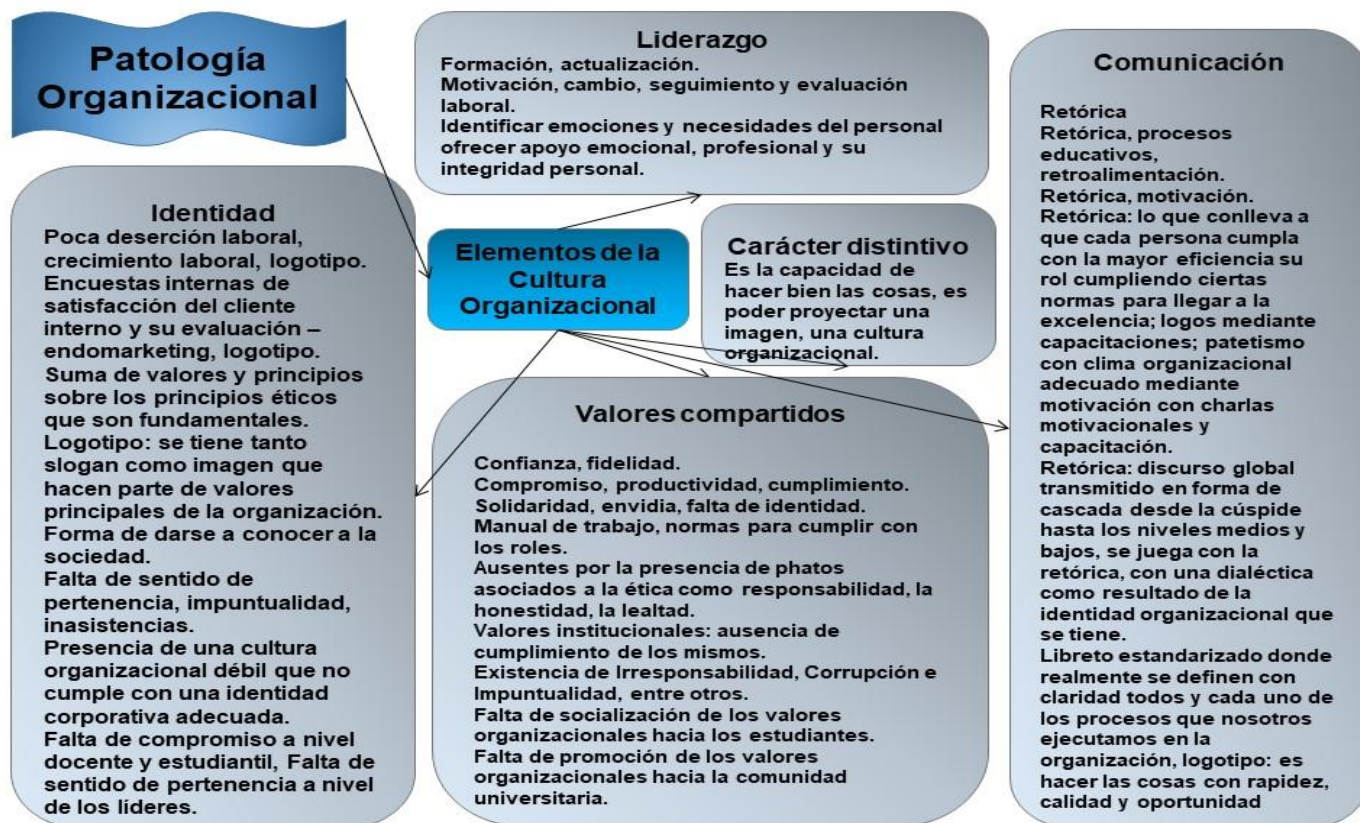 Patología
Organizacional
Liderazgo
Formación, actualización.
Motivación, cambio, seguimiento y evaluación
laboral.
Identificar emociones y necesidades del personal
ofrecer apoyo emocional, profesional y su
integridad personal.
Comunicación
Retórica
Retórica, procesos
educativos,
retroalimentación.
Retórica, motivación.
Retórica: lo que conlleva a
que cada persona cumpla
con la mayor eficiencia su
rol cumpliendo ciertas
normas para llegar a la
excelencia; logos mediante
capacitaciones; patetismo
con clima organizacional
adecuado mediante
motivación con charlas
motivacionales y
capacitación.
Retórica: discurso global
transmitido en forma de
cascada desde la cúspide
hasta los niveles medios y
bajos, se juega con la
retórica, con una dialéctica
como resultado de la
identidad organizacional que
se tiene.
Libreto estandarizado donde
realmente se definen con
claridad todos y cada uno de
los procesos que nosotros
ejecutamos en la
organización, logotipo: es
hacer las cosas con rapidez,
calidad y oportunidad
Identidad
Poca deserción laboral,
crecimiento laboral, logotipo.
Encuestas internas de
satisfacción del cliente
interno y su evaluación –
endomarketing, logotipo.
Suma de valores y principios
sobre los principios éticos
que son fundamentales.
Logotipo: se tiene tanto
slogan como imagen que
hacen parte de valores
principales de la organización.
Forma de darse a conocer a la
sociedad.
Falta de sentido de
pertenencia, impuntualidad,
inasistencias.
Presencia de una cultura
organizacional débil que no
cumple con una identidad
corporativa adecuada.
Falta de compromiso a nivel
docente y estudiantil, Falta de
sentido de pertenencia a nivel
de los líderes.
Elementos de la
Cultura
Organizacional
Carácter distintivo
Es la capacidad de
hacer bien las cosas, es
poder proyectar una
imagen, una cultura
organizacional.
Valores compartidos
Confianza, fidelidad.
Compromiso, productividad, cumplimiento.
Solidaridad, envidia, falta de identidad.
Manual de trabajo, normas para cumplir con
los roles.
Ausentes por la presencia de phatos
asociados a la ética como responsabilidad, la
honestidad, la lealtad.
Valores institucionales: ausencia de
cumplimiento de los mismos.
Existencia de Irresponsabilidad, Corrupción e
Impuntualidad, entre otros.
Falta de socialización de los valores
organizacionales hacia los estudiantes.
Falta de promoción de los valores
organizacionales hacia la comunidad
universitaria.